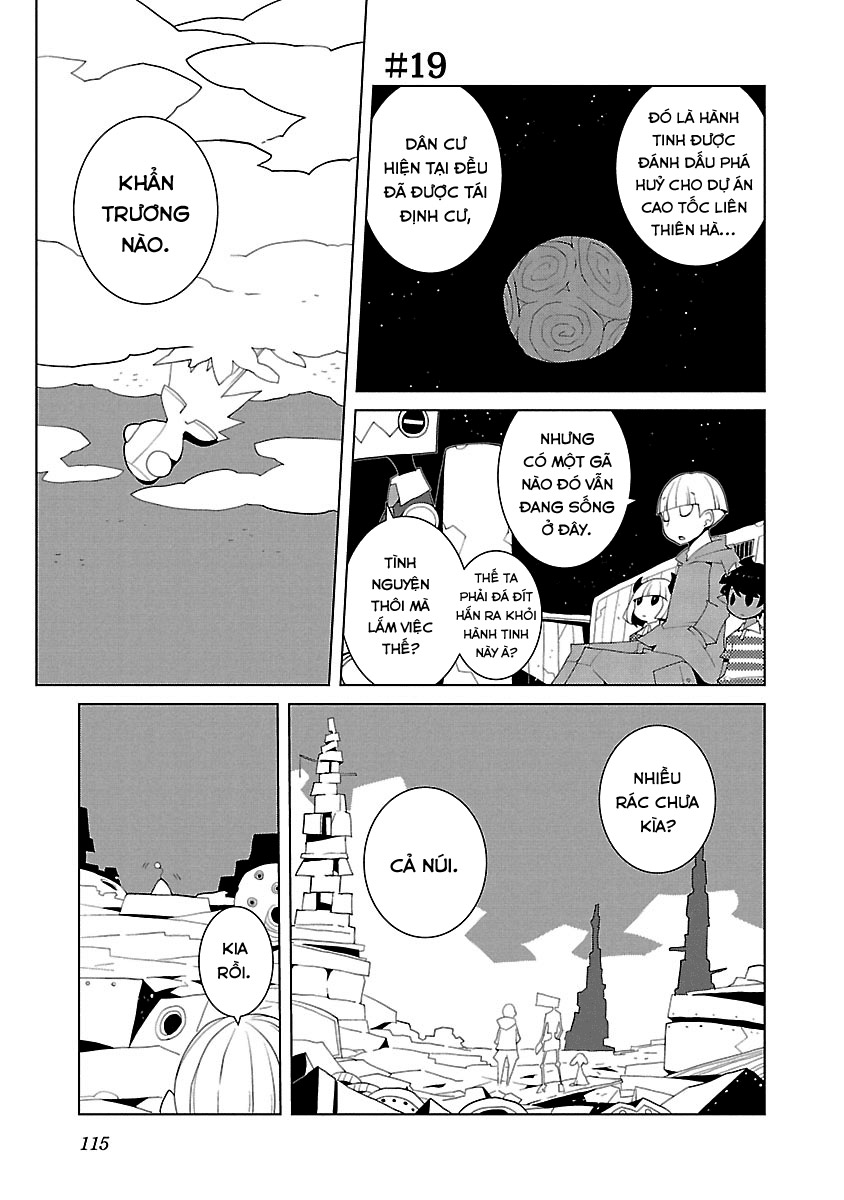 #19
ĐÓ LÀ HÀNH
TINH ĐƯỢC
ĐÁNH DẤU PHÁ
HUỶ CHO DỰ ÁN
CAO TỐC LIÊN
THIÊN HÀ...
DÂN CƯ
HIỆN TẠI ĐỀU
ĐÃ ĐƯỢC TÁI
ĐỊNH CƯ,
NHƯNG
CÓ MỘT GÃ
NÀO ĐÓ VẪN
ĐANG SỐNG
Ở ĐÂY.
THẾ TA
PHẢI ĐÁ ĐÍT
HẮN RA KHỎI
HÀNH TINH
NÀY À?
TÌNH
NGUYỆN
THÔI MÀ
LẮM VIỆC
THẾ?
KHẨN
TRƯƠNG
NÀO.
NHIỀU
RÁC CHƯA
KÌA?
CẢ NÚI.
KIA
RỒI.
115